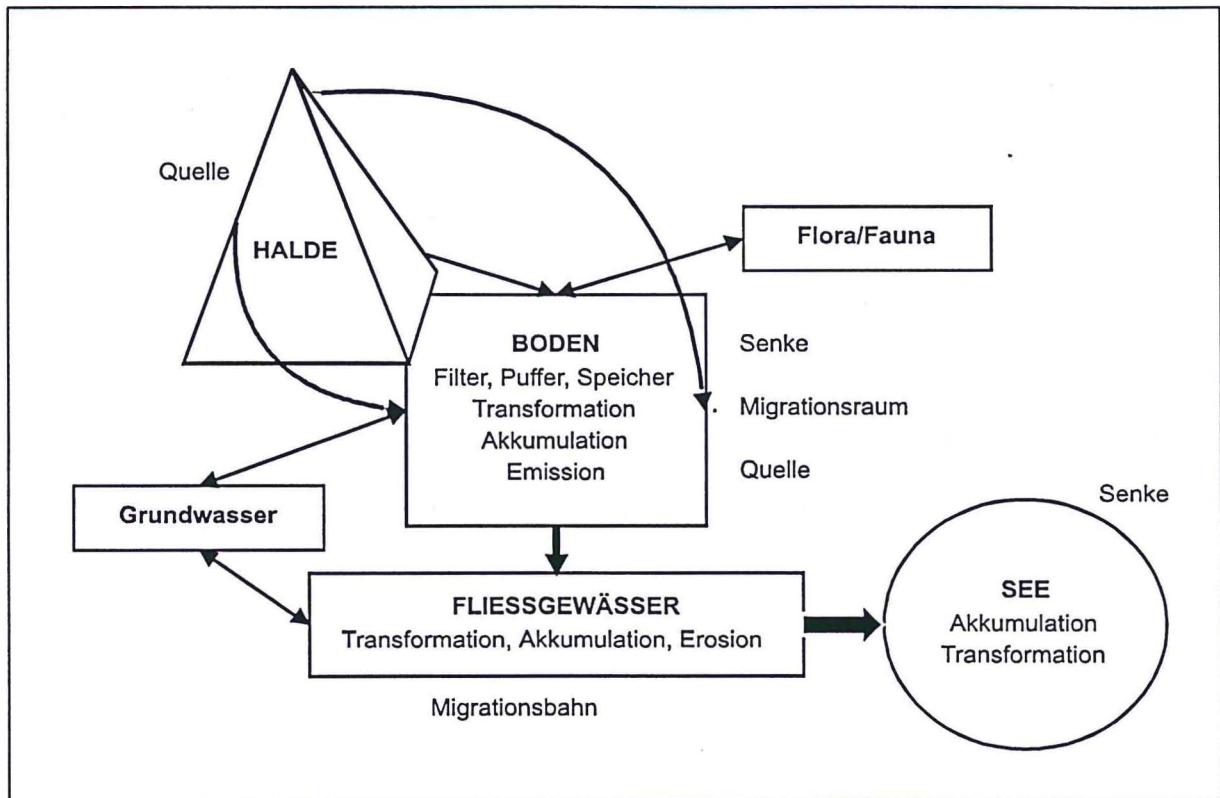 Quelle
HALDE
Flora/Fauna
BODEN
Filter, Puffer, Speicher
Transformation
Akkumulation
Emission
Senke
Migrationsraum
Quelle
Grundwasser
Senke
FLIESSGEWÄSSER
Transformation, Akkumulation, Erosion
SEE
Akkumulation
Transformation
Migrationsbahn